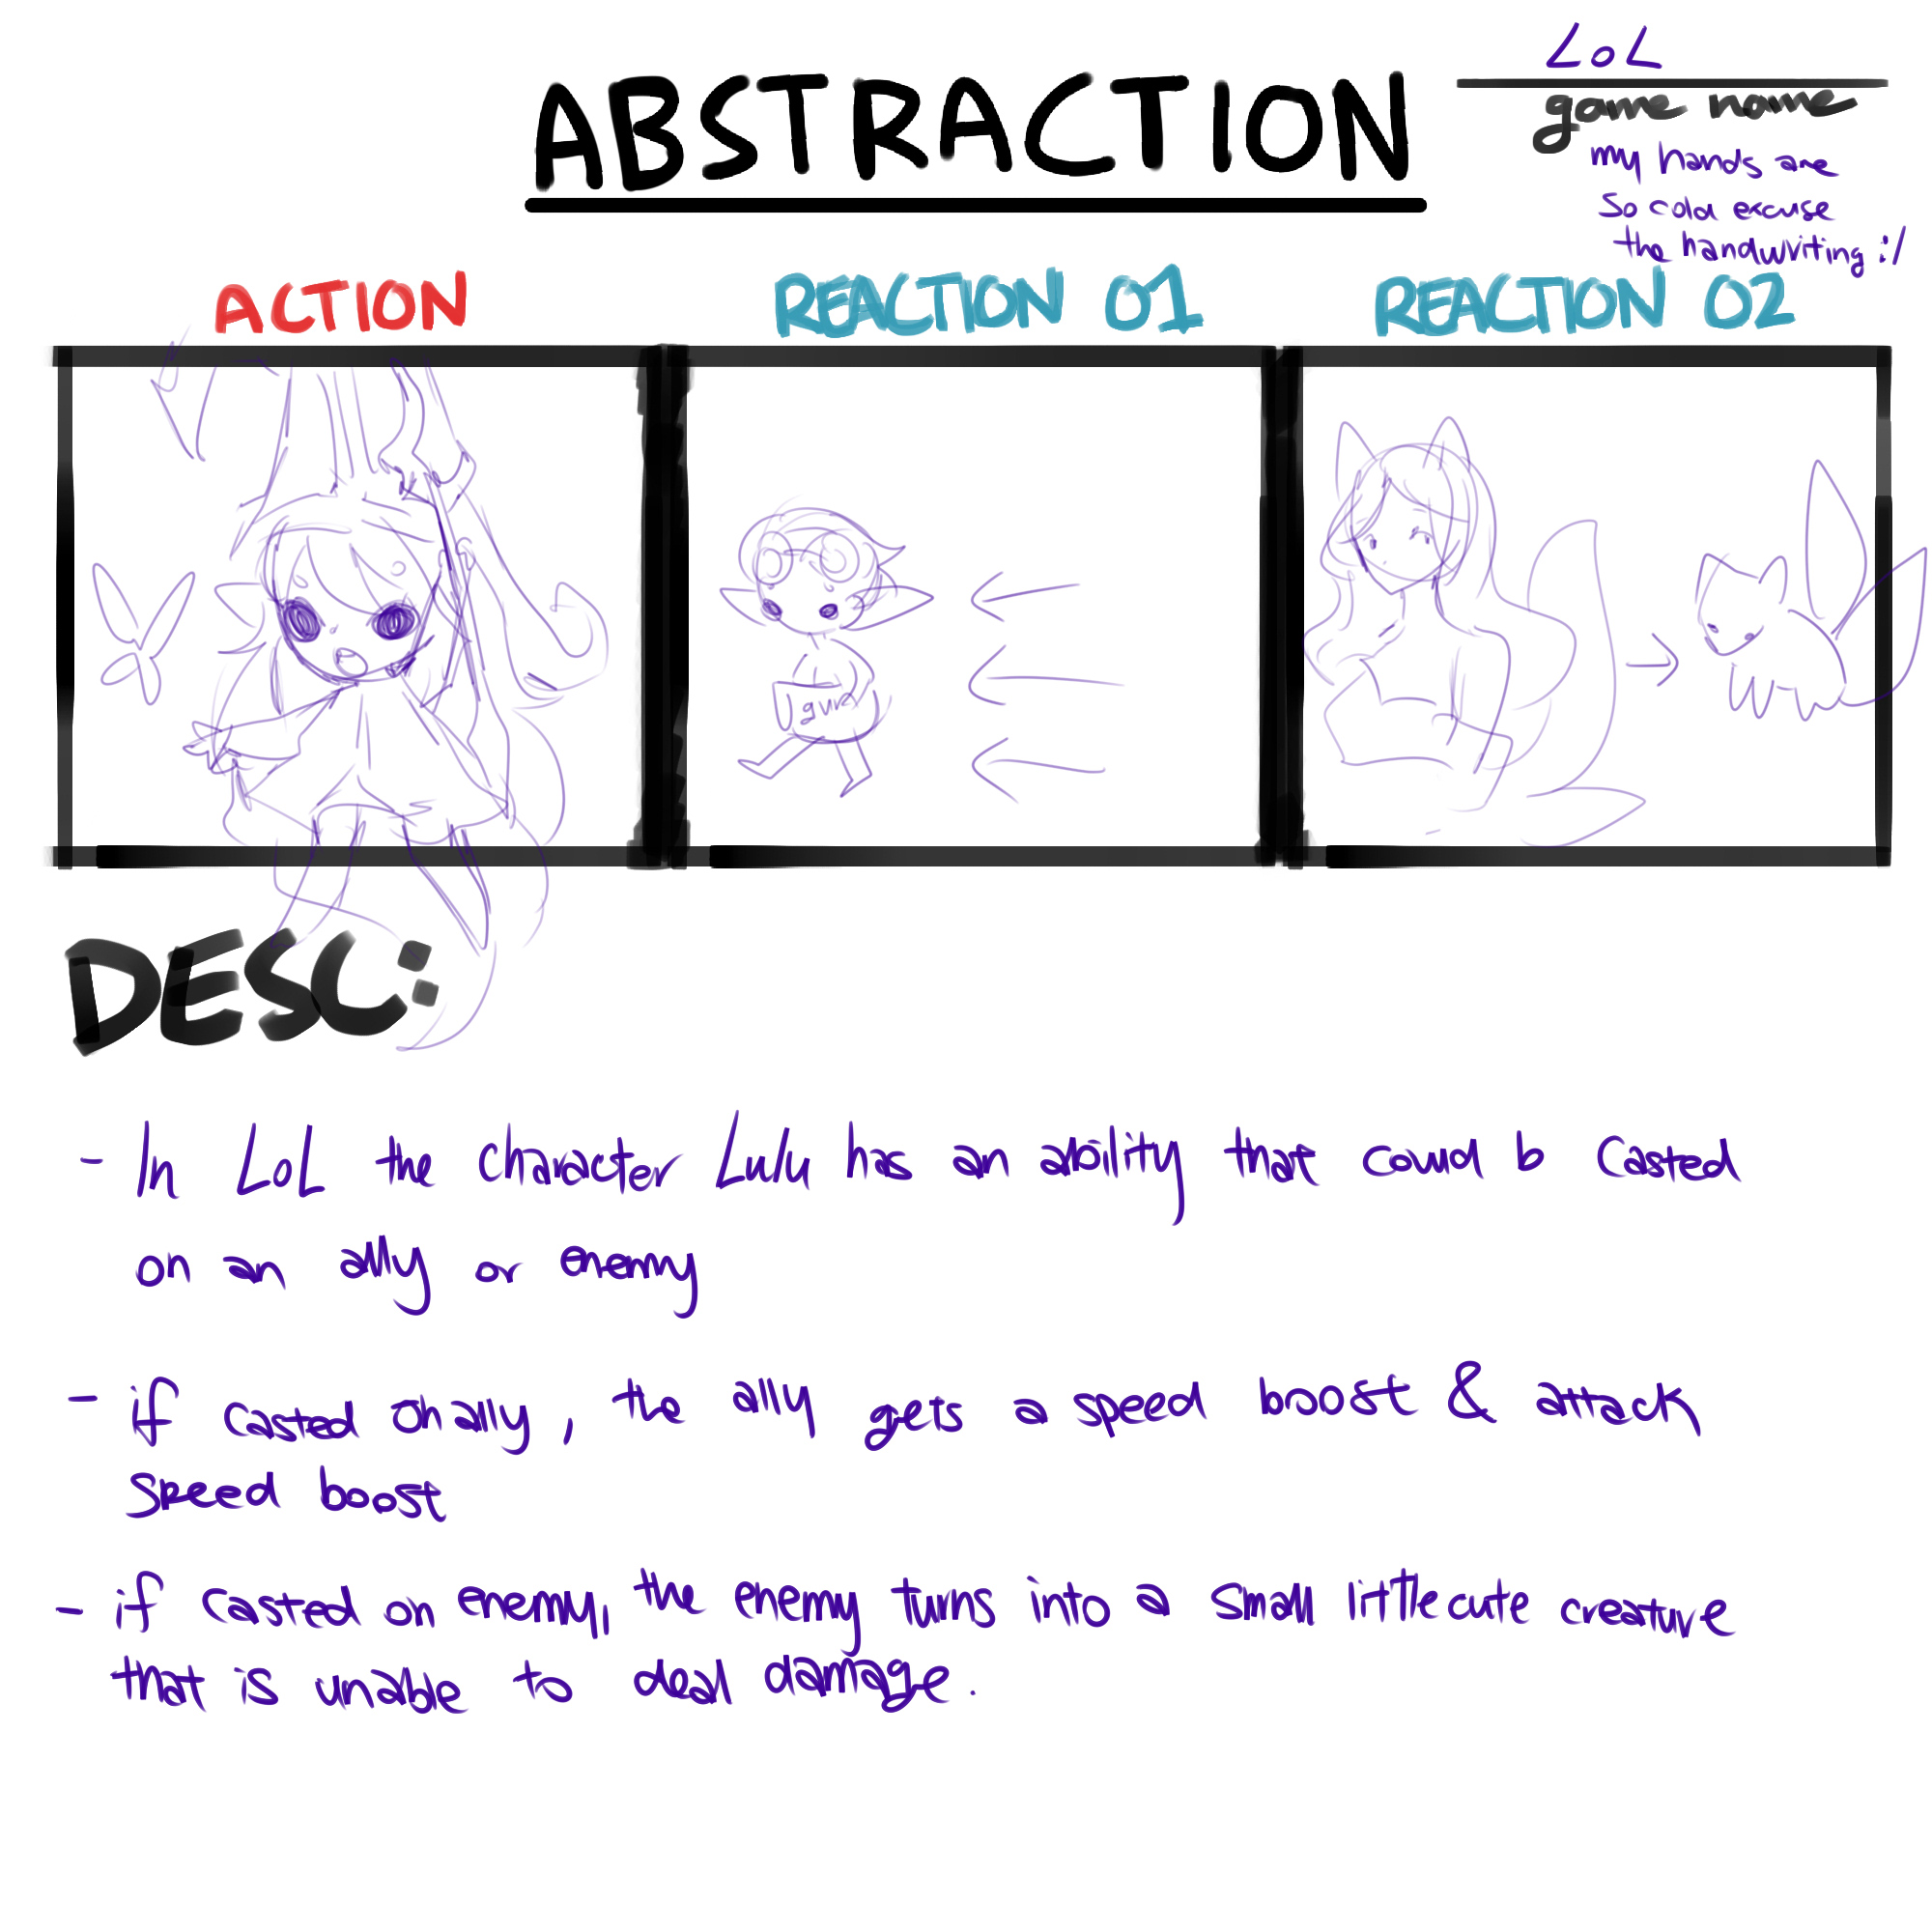 LoL
ABSTRACTION
game name
my hands are
so cold excuse
the handwriting :/
ACTION
REACTION 01
REACTION 02
DESC:
- In LoL the character Lulu has an ability that could b casted
on an ally or enemy
- if casted on ally, the ally gets a speed boost & attack
speed boost
- if casted on enemy, the enemy turns into a small little cute creature
that is unable to deal damage.